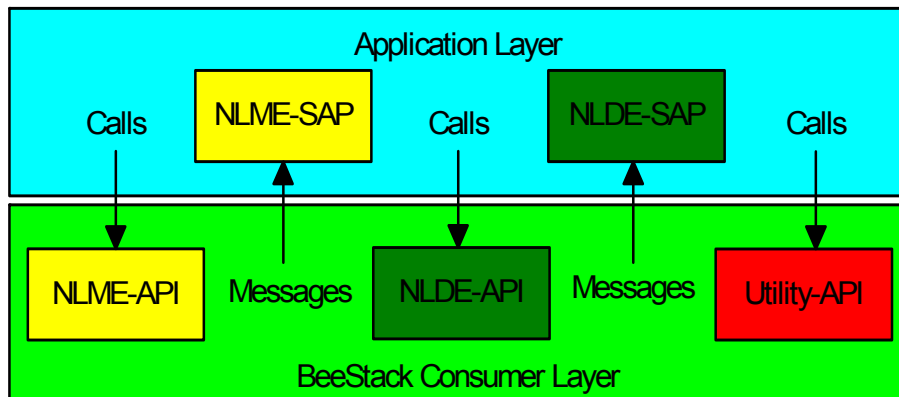 Application Layer
Calls
NLME-SAP
Calls
NLDE-SAP
Calls
NLME-API
Messages
NLDE-API
Messages
Utility-API
BeeStack Consumer Layer